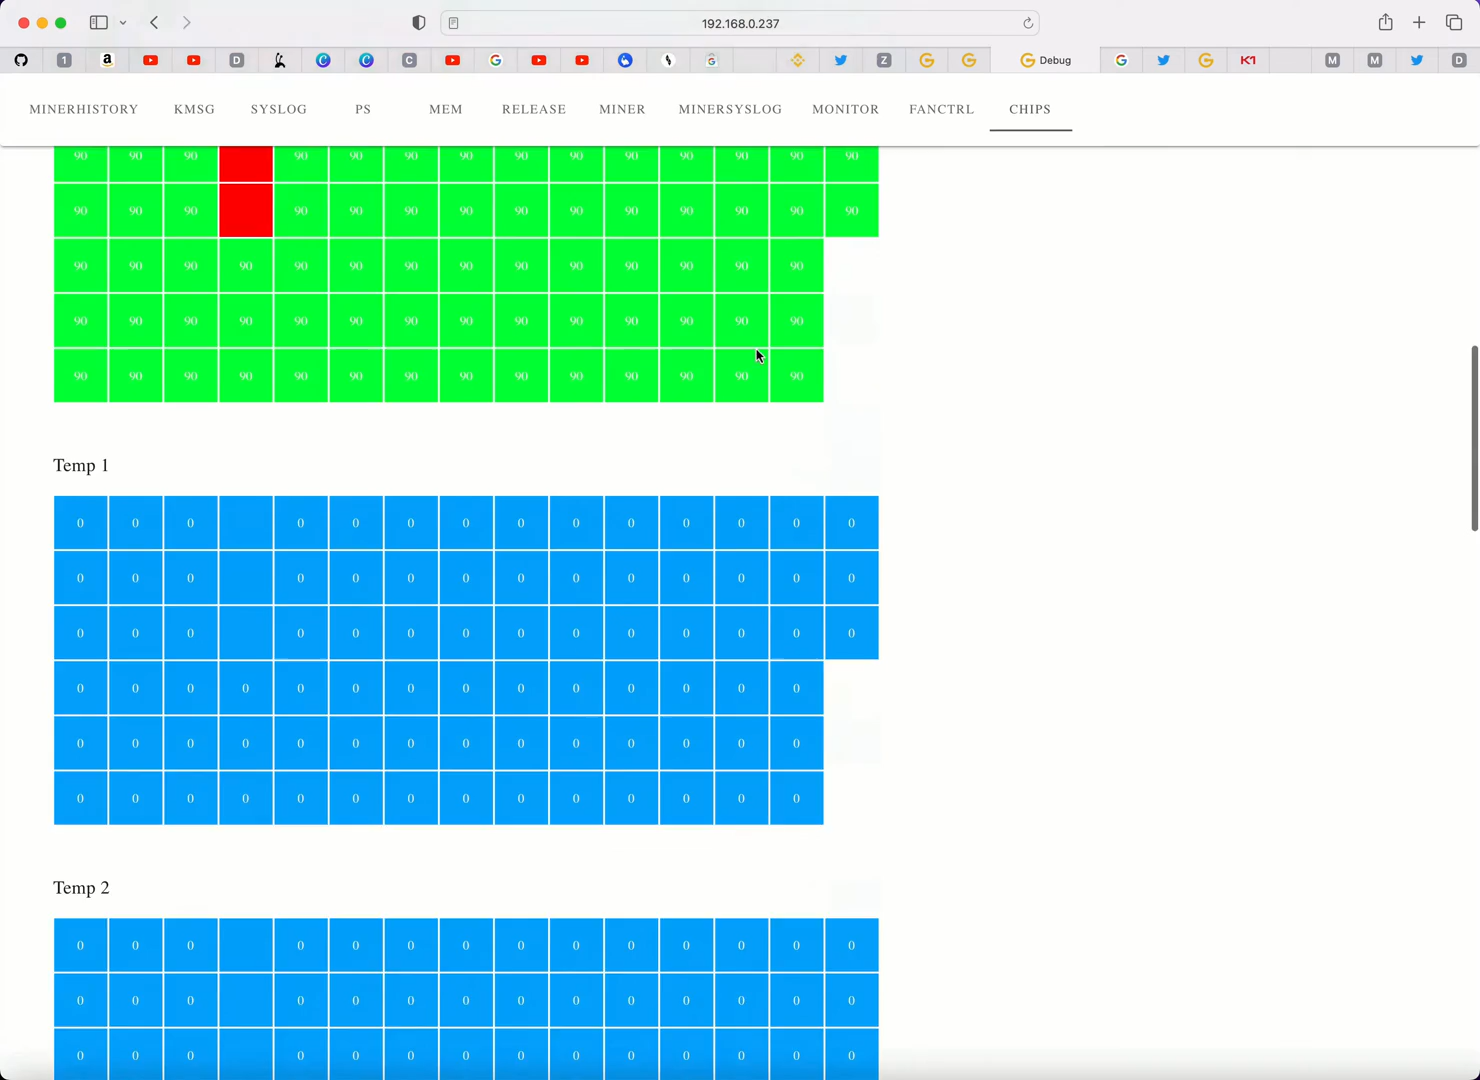 192.168.0.237
1 D C Z Debug K1 M M D
MINERHISTORY KMSG SYSLOG PS MEM RELEASE MINER MINERSYSLOG MONITOR FANCTRL CHIPS
90 90 90 90 90 90 90 90 90 90 90 90 90 90
90 90 90 90 90 90 90 90 90 90 90 90 90 90
90 90 90 90 90 90 90 90 90 90 90 90 90 90
90 90 90 90 90 90 90 90 90 90 90 90 90 90
90 90 90 90 90 90 90 90 90 90 90 90 90 90
Temp 1
0 0 0 0 0 0 0 0 0 0 0 0 0 0
0 0 0 0 0 0 0 0 0 0 0 0 0 0
0 0 0 0 0 0 0 0 0 0 0 0 0 0
0 0 0 0 0 0 0 0 0 0 0 0 0 0
0 0 0 0 0 0 0 0 0 0 0 0 0 0
0 0 0 0 0 0 0 0 0 0 0 0 0 0
Temp 2
0 0 0 0 0 0 0 0 0 0 0 0 0 0
0 0 0 0 0 0 0 0 0 0 0 0 0 0
0 0 0 0 0 0 0 0 0 0 0 0 0 0